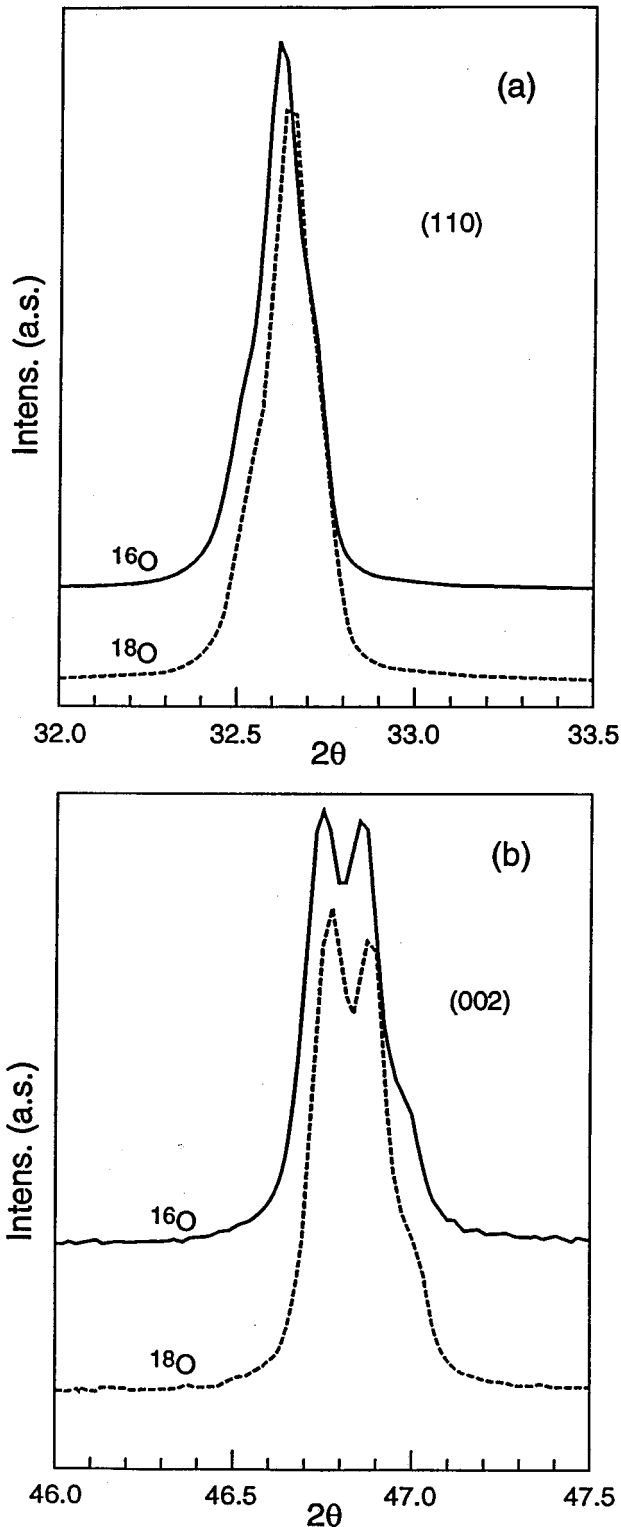 (a)
(110)
Intens. (a.s.)
¹⁶O
¹⁸O
32.0 32.5 33.0 33.5
2θ
(b)
(002)
Intens. (a.s.)
¹⁶O
¹⁸O
46.0 46.5 47.0 47.5
2θ